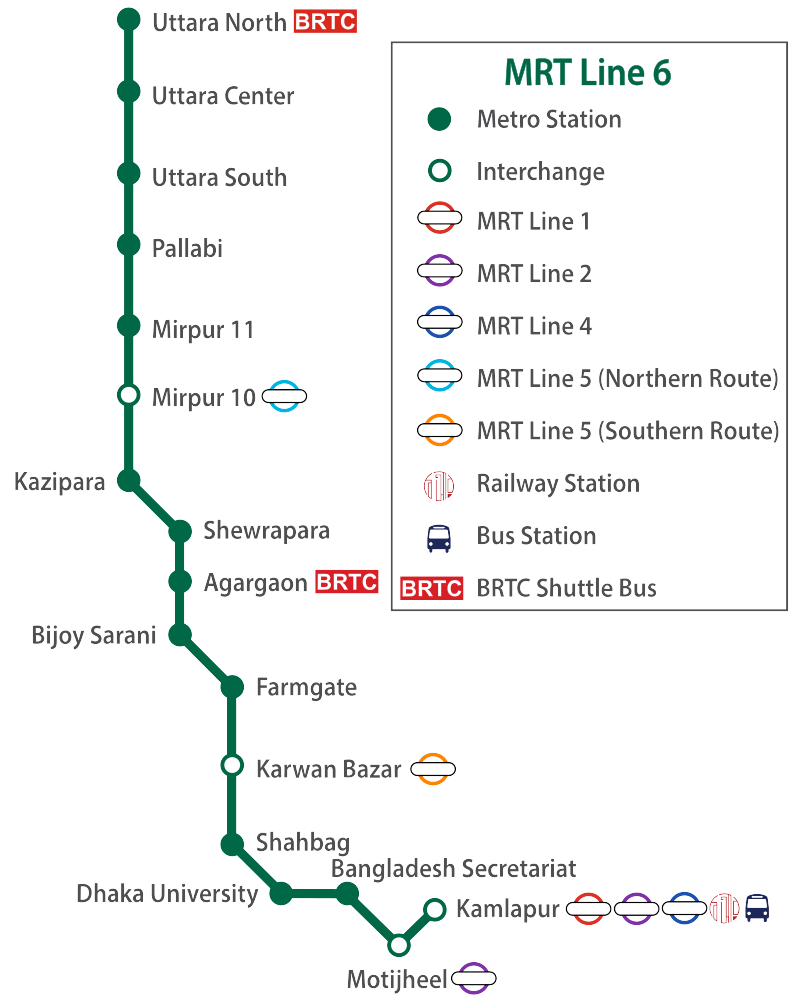 Uttara North BRTC
Uttara Center
Uttara South
Pallabi
Mirpur 11
Mirpur 10
Kazipara
Shewrapara
Agargaon BRTC
Bijoy Sarani
Farmgate
Karwan Bazar
Shahbag
Bangladesh Secretariat
Dhaka University
Kamlapur
Motijheel
MRT Line 6
Metro Station
Interchange
MRT Line 1
MRT Line 2
MRT Line 4
MRT Line 5 (Northern Route)
MRT Line 5 (Southern Route)
Railway Station
Bus Station
BRTC BRTC Shuttle Bus